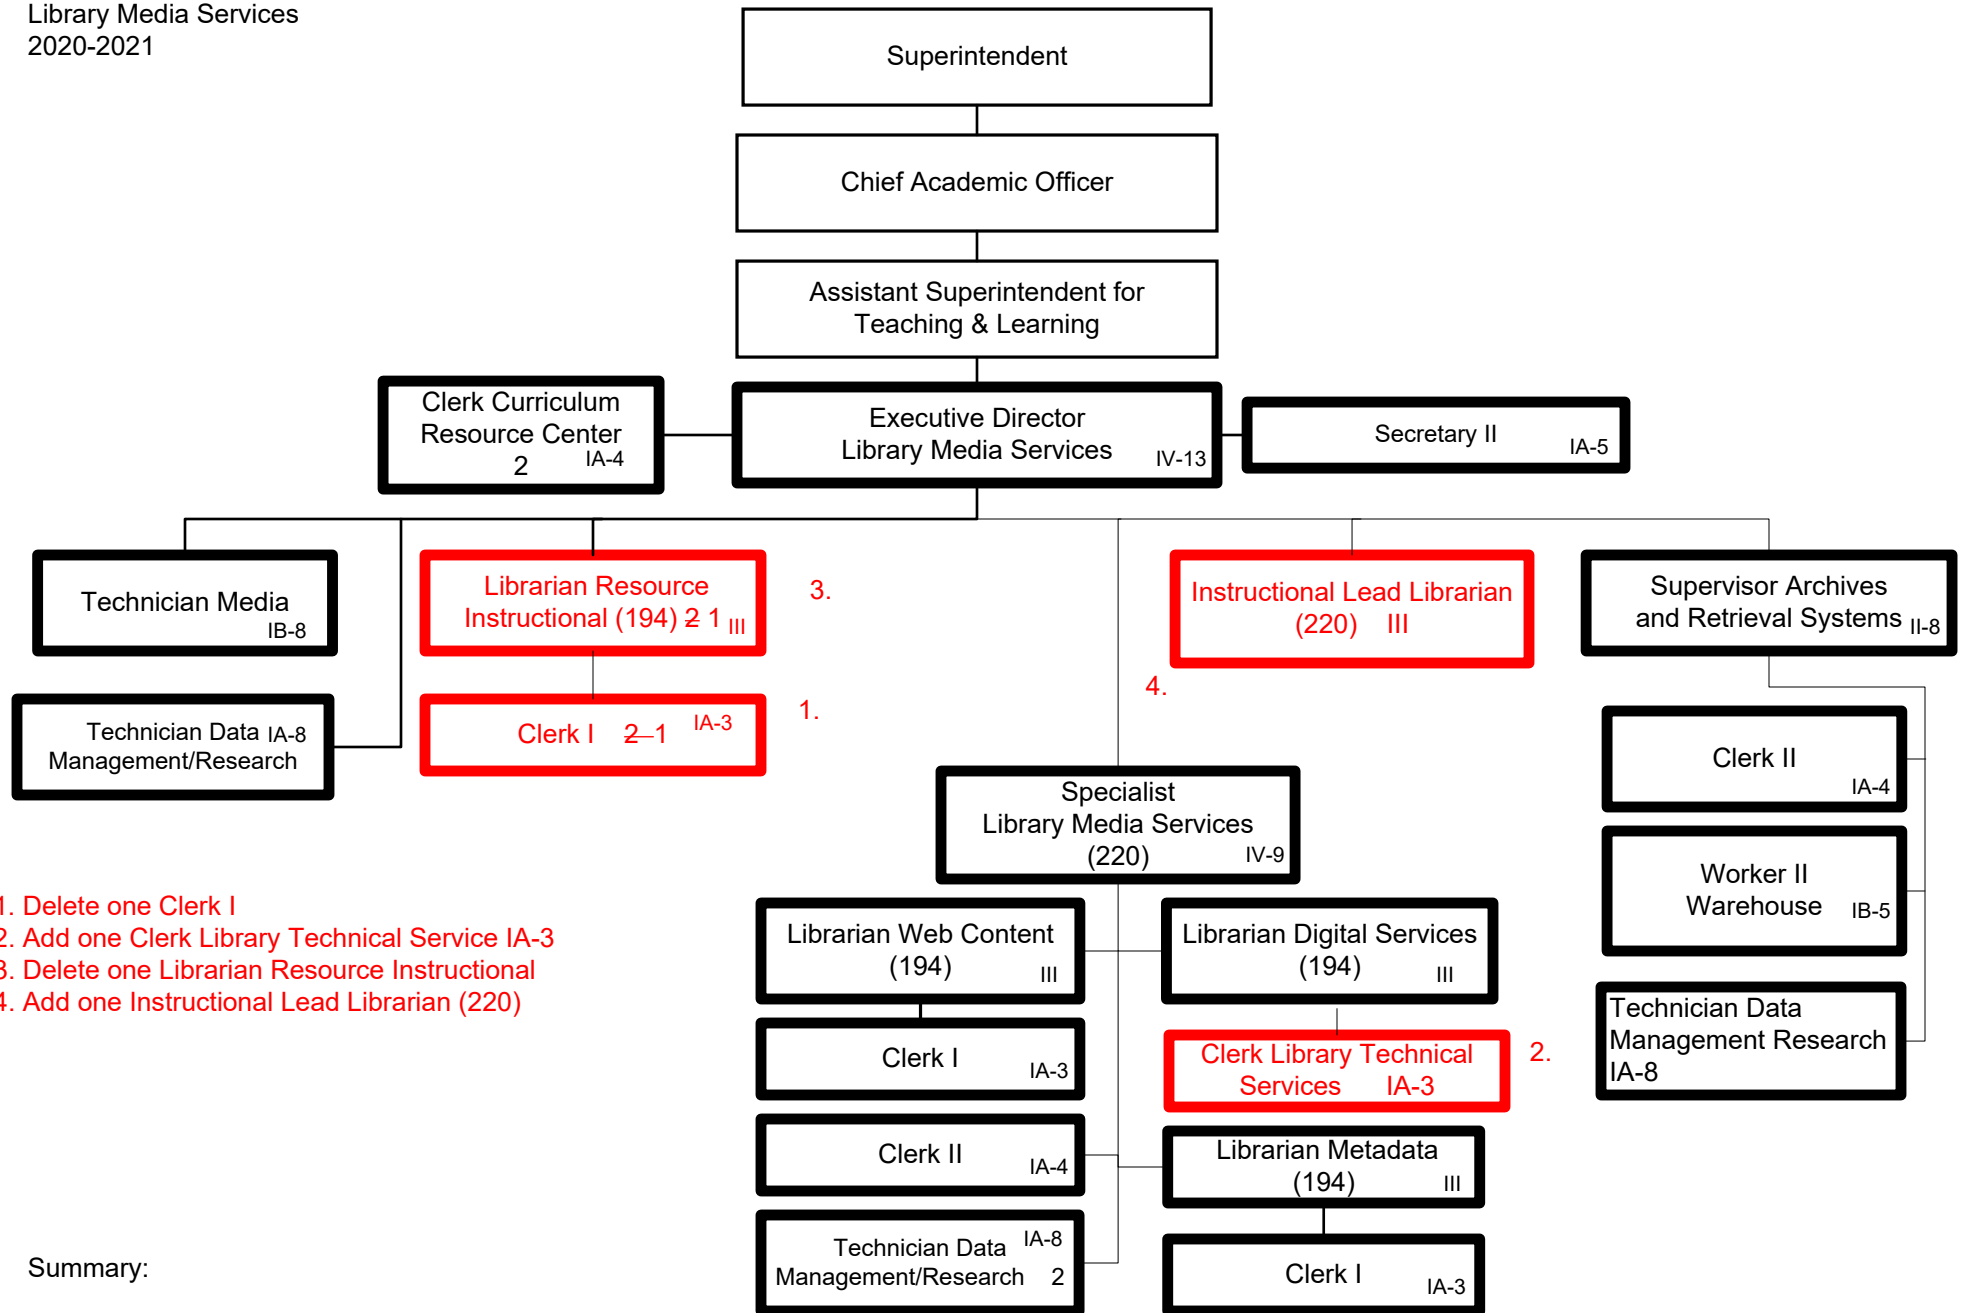 Library Media Services
2020-2021
Superintendent
Chief Academic Officer
Assistant Superintendent for
Teaching & Learning
Clerk Curriculum
Resource Center
2 IA-4
Executive Director
Library Media Services IV-13
Secretary II IA-5
Technician Media
IB-8
Librarian Resource
Instructional (194) 2 1 III
3.
Instructional Lead Librarian
(220) III
Supervisor Archives
and Retrieval Systems II-8
4.
Technician Data IA-8
Management/Research
Clerk I 2 1 IA-3
1.
Clerk II
IA-4
Specialist
Library Media Services
(220) IV-9
Worker II
Warehouse IB-5
1. Delete one Clerk I
2. Add one Clerk Library Technical Service IA-3
3. Delete one Librarian Resource Instructional
4. Add one Instructional Lead Librarian (220)
Librarian Web Content
(194) III
Librarian Digital Services
(194) III
Technician Data
Management Research
IA-8
Clerk I
IA-3
Clerk Library Technical
Services IA-3
2.
Clerk II
IA-4
Librarian Metadata
(194) III
Technician Data IA-8
Management/Research 2
Clerk I
IA-3
Summary: